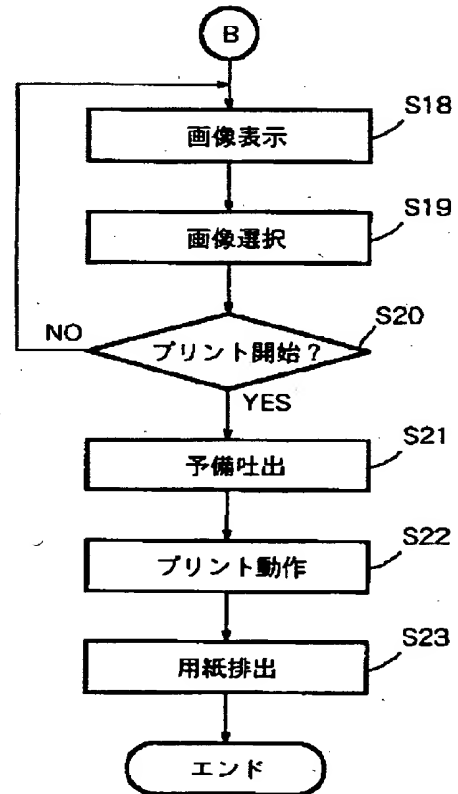 B
S18
画像表示
S19
画像選択
S20
NO
プリント開始?
YES
S21
予備吐出
S22
プリント動作
S23
用紙排出
エンド